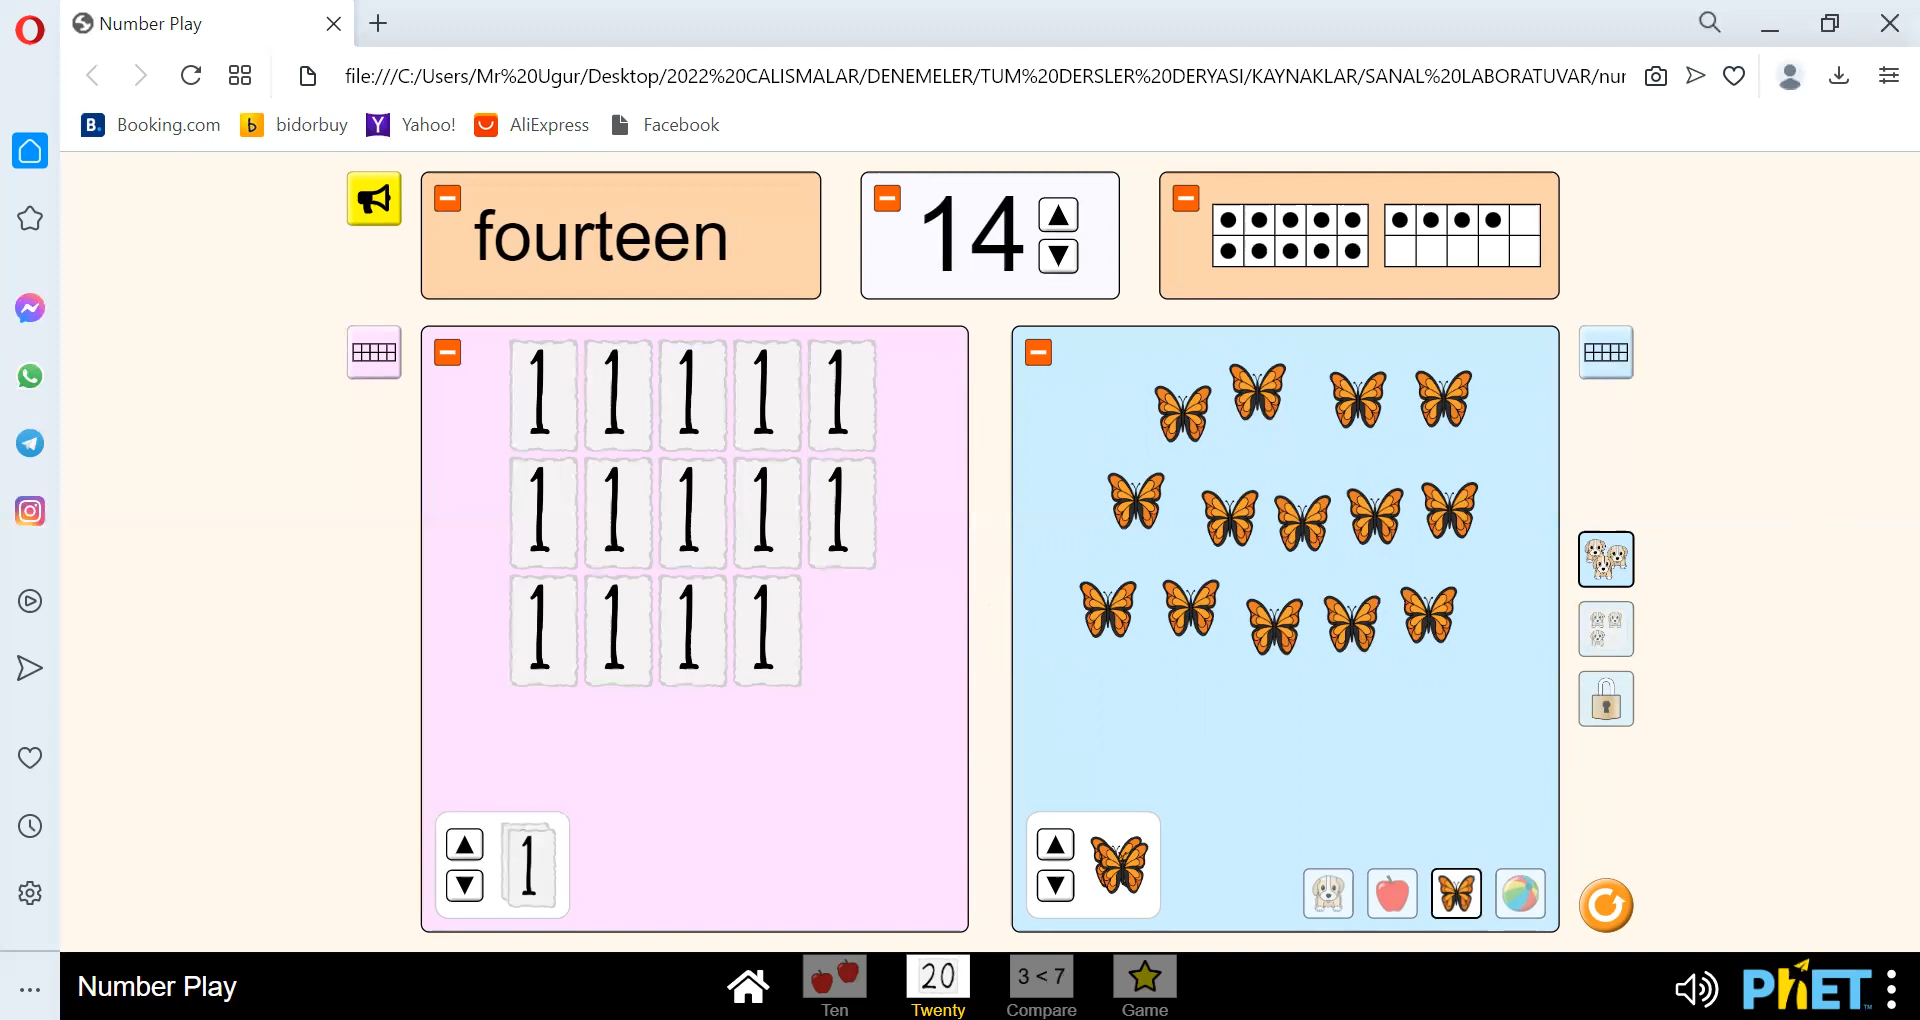 Number Play
file:///C:/Users/Mr%20Ugur/Desktop/2022%20CALISMALAR/DENEMELER/TUM%20DERSLER%20DERYASI/KAYNAKLAR/SANAL%20LABORATUVAR/nur
B. Booking.com b bidorbuy Y Yahoo! AliExpress Facebook
fourteen
14
1 1 1 1 1
1 1 1 1 1
1 1 1 1
1
Number Play
20 3 < 7
Ten Twenty Compare Game
PhET